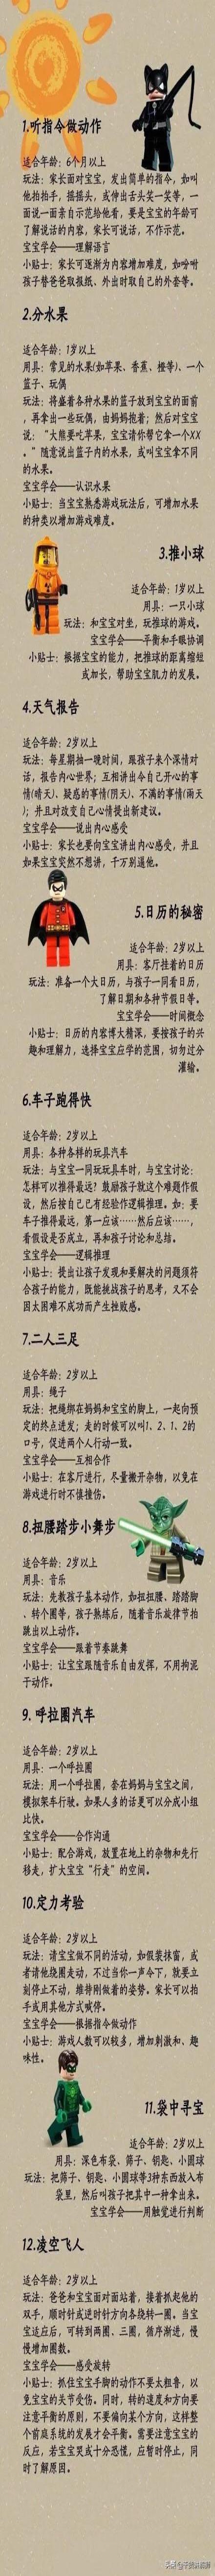 1.听指令做动作
适合年龄：6个月以上
玩法：家长面对宝宝，发出简单的指令，如叫
他拍拍手，摇摇头，或伸出舌头笑一笑等，一
面说一面亲自示范给他看，要是宝宝的年龄可
了解说话的内容，家长可说话，不作示范。
宝宝学会——理解语言
小贴士：家长可逐渐为内容增加难度，如吩咐
孩子替爸爸取报纸、外出时取自己的外套等。
2.分水果
适合年龄：1岁以上
用具：常见的水果(如苹果、香蕉、橙等)、一个
篮子、玩偶
玩法：将盛着各种水果的篮子放到宝宝的面前
，再拿出一些玩偶，由妈妈抱着；然后对宝宝
说：“大熊要吃苹果，宝宝请你帮它拿一个XX
。”随意说出篮子内的水果，或叫宝宝拿不同
的水果。
宝宝学会——认识水果
小贴士：当宝宝熟悉游戏玩法后，可增加水果
的种类以增加游戏难度。
3.推小球
适合年龄：1岁以上
用具：一只小球
玩法：和宝宝对坐，玩推球的游戏。
宝宝学会——平衡和手眼协调
小贴士：根据宝宝的能力，把推球的距离缩短
或加长，帮助宝宝肌力的发展。
4.天气报告
适合年龄：2岁以上
玩法：每星期抽一晚时间，跟孩子来个深情对
话，报告内心世界；互相讲出令自己开心的事
情(晴天)、疑惑的事情(阴天)、不满的事情(雨天
)；并且对改变自己心情提出新建议。
宝宝学会——说出内心感受
小贴士：家长也要向宝宝讲出内心感受，并且
如果宝宝突然不想讲，千万别逼他。
5.日历的秘密
适合年龄：2岁以上
用具：客厅挂着的日历
玩法：准备一个大日历，与孩子一同看日历，
了解日期和各种节假日等。
宝宝学会——时间概念
小贴士：日历的内容博大精深，要按孩子的兴
趣和理解力，选择宝宝应学的范围，切勿过分
灌输。
6.车子跑得快
适合年龄：2岁以上
用具：各种各样的玩具汽车
玩法：与宝宝一同玩玩具车时，与宝宝讨论：
怎样可以推得最远？鼓励孩子就这个难题作假
设，然后按自己已有经验作逻辑推理。如：要
车子推得最远，第一应该……然后应该……，
看假设是否成立，再和孩子讨论和总结。
宝宝学会——逻辑推理
小贴士：提出让孩子发现和要解决的问题须符
合孩子的能力，既能挑战孩子的思考，又不会
因太困难不成功而产生挫败感。
7.二人三足
适合年龄：2岁以上
用具：绳子
玩法：把绳绑在妈妈和宝宝的脚上，一起向预
定的终点进发；走的时候可以叫1、2、1、2的
口号，促进两个人行动一致。
宝宝学会——互相合作
小贴士：在客厅进行，尽量搬开杂物，以免在
游戏进行时不慎撞伤。
8.扭腰踏步小舞步
适合年龄：2岁以上
用具：音乐
玩法：先教孩子基本动作，如扭扭腰、踏踏脚
、转个圈等，孩子熟练后，随着音乐旋律节拍
跳出以上动作。
宝宝学会——跟着节奏跳舞
小贴士：让宝宝跟随音乐自由发挥，不用拘泥
于动作。
9. 呼拉圈汽车
适合年龄：2岁以上
用具：一个呼拉圈
玩法：用一个呼拉圈，套在妈妈与宝宝之间，
模拟架车行驶。如果人多的话更可以分成小组
比快。
宝宝学会——合作沟通
小贴士：配合游戏，放置在地上的杂物和先行
移走，扩大宝宝“行走”的空间。
10.定力考验
适合年龄：2岁以上
玩法：请宝宝做不同的活动，如假装抹窗，或
者请他绕圈走动，不过当你一声令下，就要立
刻停止不动，维持刚做着的姿势。家长可以拍
手或用其他方式喊停。
宝宝学会——根据指令做动作
小贴士：游戏人数可以较多，增加刺激和、趣
味性。
11.袋中寻宝
适合年龄：2岁以上
用具：深色布袋、筛子、钥匙、小圆球
玩法：把筛子、钥匙、小圆球等3种东西放入布
袋里，然后叫孩子把其中一种拿出来。
宝宝学会——用触觉进行判断
12.凌空飞人
适合年龄：2岁以上
玩法：爸爸和宝宝面对面站着，接着抓起他的
双手，顺时针或逆时针方向各绕转一圈。当宝
宝适应后，可转到两圈、三圈，循序渐进，慢
慢增加圈数。
宝宝学会——感受旋转
小贴士：抓住宝宝手脚的动作不要太粗鲁，以
免宝宝的关节受伤。同时，转的速度和方向要
注意平衡的原则，不要偏向某个方向，这样整
个前庭系统的发展才会平衡。需要注意宝宝的
反应，若宝宝哭或十分恐慌，应暂时停止，同
时了解原因。